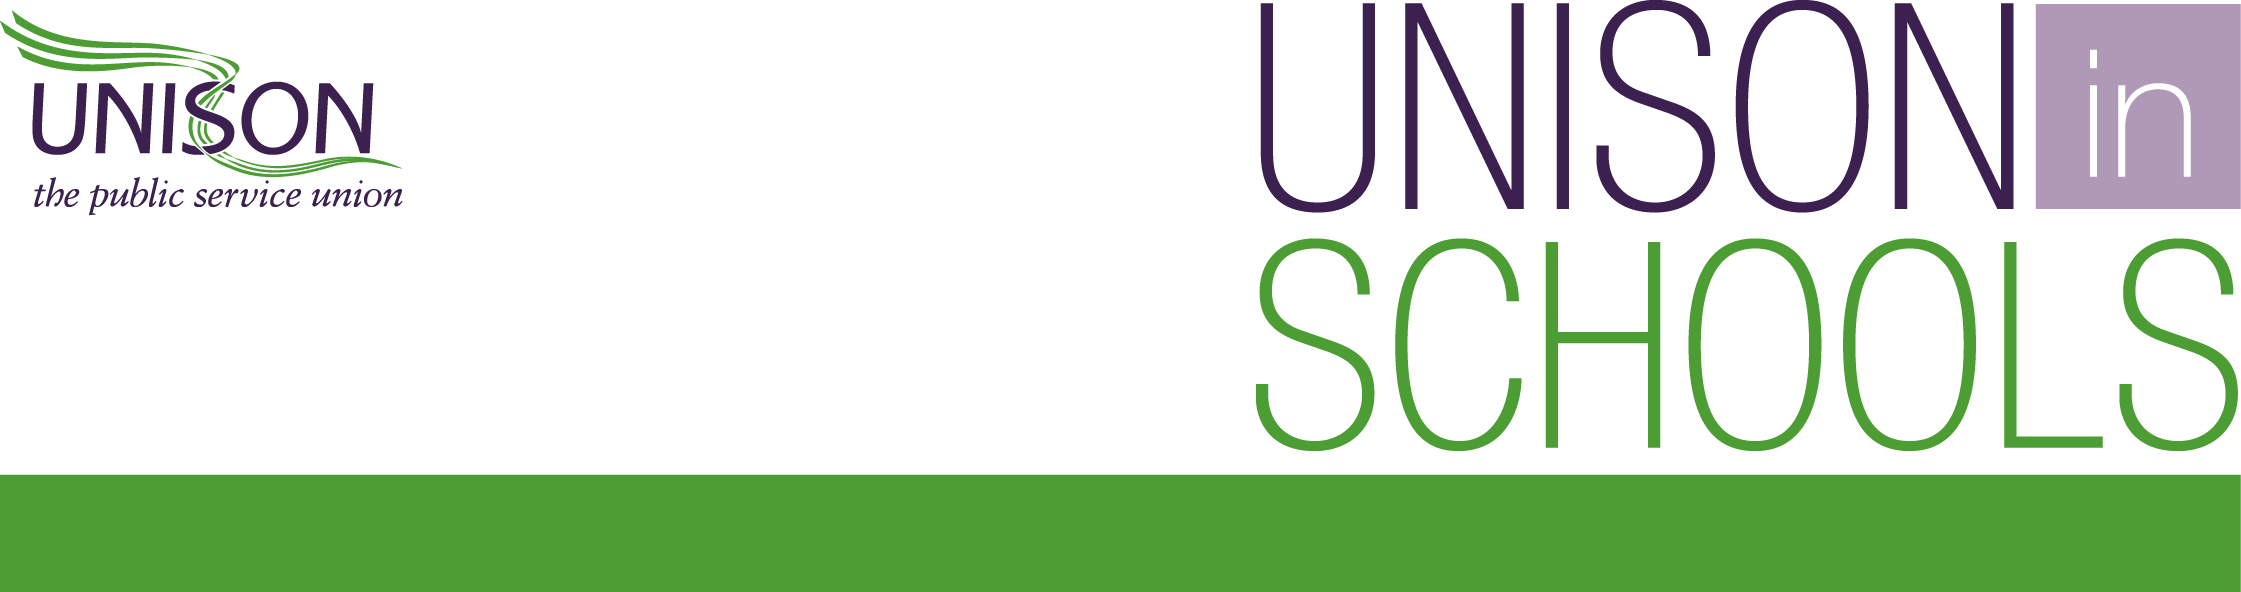 UNISON
the public service union
UNISON in
SCHOOLS